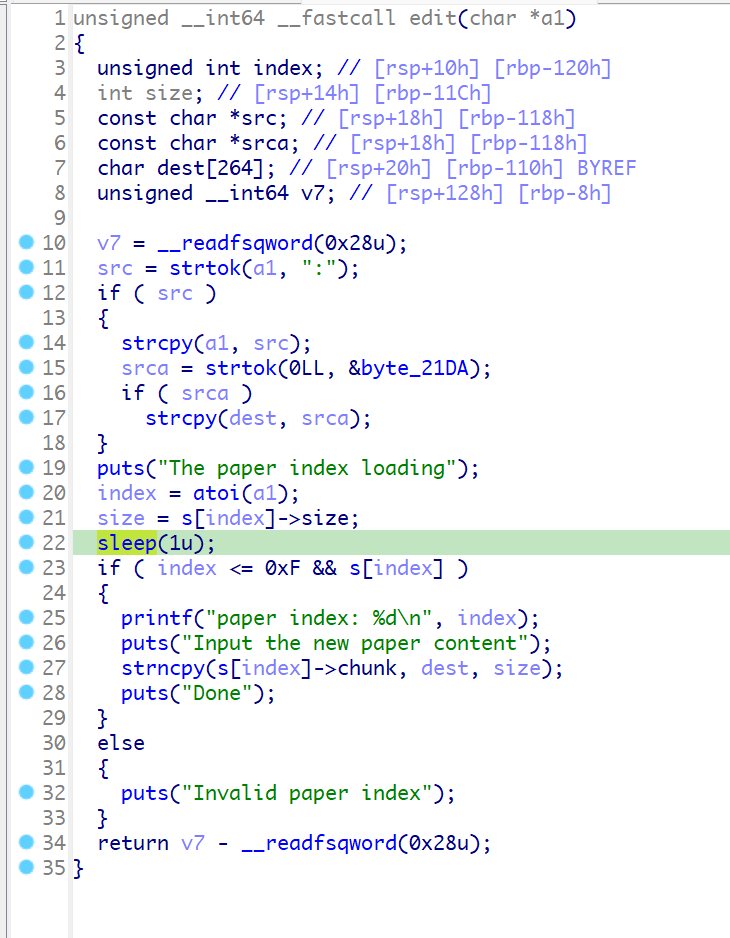 1 unsigned __int64 __fastcall edit(char *a1)
2 {
3 unsigned int index; // [rsp+10h] [rbp-120h]
4 int size; // [rsp+14h] [rbp-11Ch]
5 const char *src; // [rsp+18h] [rbp-118h]
6 const char *srca; // [rsp+18h] [rbp-118h]
7 char dest[264]; // [rsp+20h] [rbp-110h] BYREF
8 unsigned __int64 v7; // [rsp+128h] [rbp-8h]
9
10 v7 = __readfsqword(0x28u);
11 src = strtok(a1, ":");
12 if ( src )
13 {
14 strcpy(a1, src);
15 srca = strtok(0LL, &byte_21DA);
16 if ( srca )
17 strcpy(dest, srca);
18 }
19 puts("The paper index loading");
20 index = atoi(a1);
21 size = s[index]->size;
22 sleep(1u);
23 if ( index <= 0xF && s[index] )
24 {
25 printf("paper index: %d\n", index);
26 puts("Input the new paper content");
27 strncpy(s[index]->chunk, dest, size);
28 puts("Done");
29 }
30 else
31 {
32 puts("Invalid paper index");
33 }
34 return v7 - __readfsqword(0x28u);
35 }